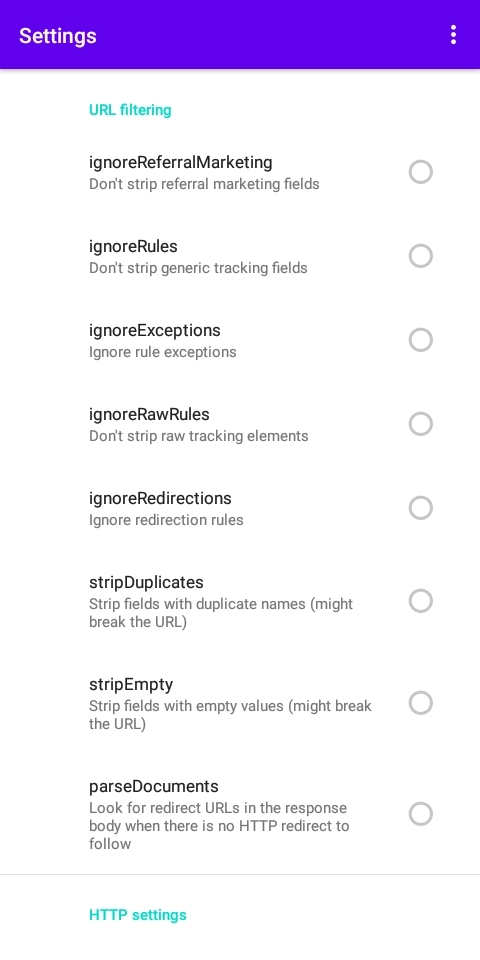 Settings
URL filtering
ignoreReferralMarketing
Don't strip referral marketing fields
ignoreRules
Don't strip generic tracking fields
ignoreExceptions
Ignore rule exceptions
ignoreRawRules
Don't strip raw tracking elements
ignoreRedirections
Ignore redirection rules
stripDuplicates
Strip fields with duplicate names (might
break the URL)
stripEmpty
Strip fields with empty values (might break
the URL)
parseDocuments
Look for redirect URLs in the response
body when there is no HTTP redirect to
follow
HTTP settings